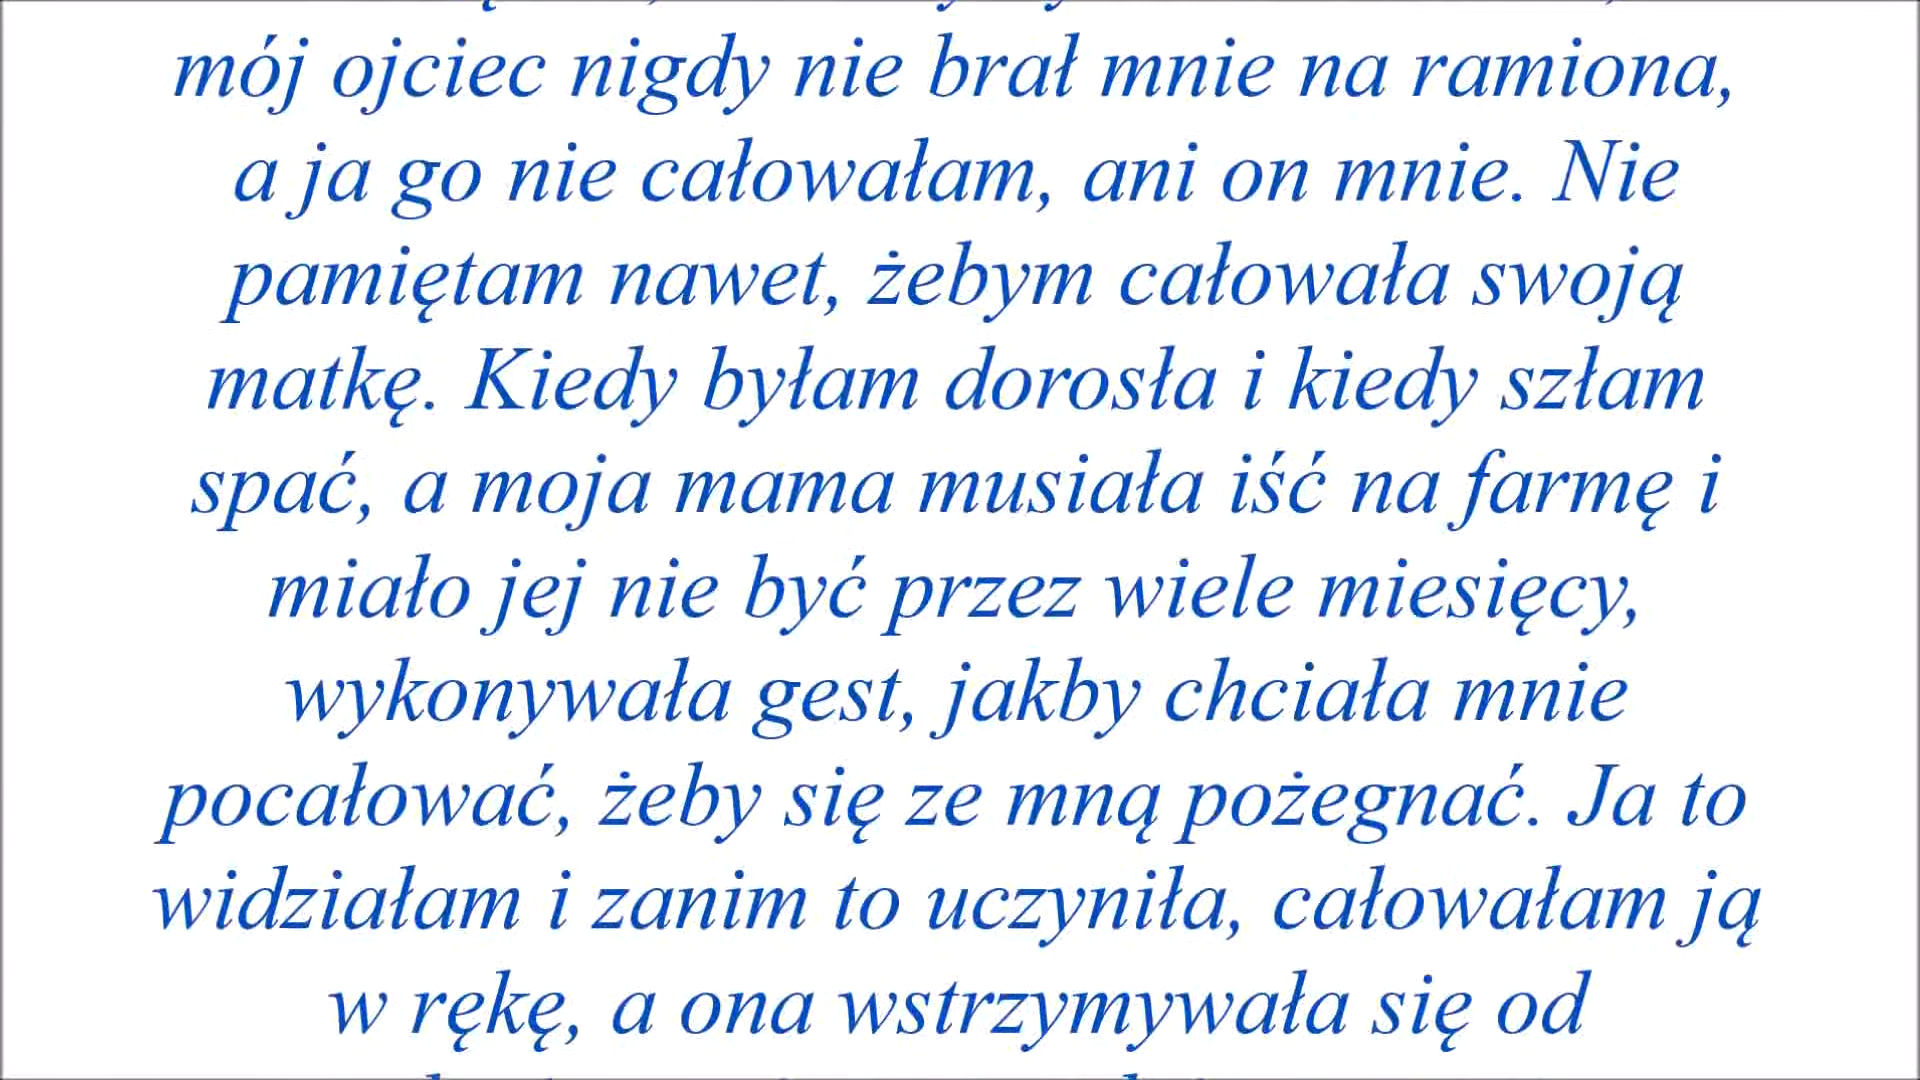 mój ojciec nigdy nie brał mnie na ramiona,
a ja go nie całowałam, ani on mnie. Nie
pamiętam nawet, żebym całowała swoją
matkę. Kiedy byłam dorosła i kiedy szłam
spać, a moja mama musiała iść na farmę i
miało jej nie być przez wiele miesięcy,
wykonywała gest, jakby chciała mnie
pocałować, żeby się ze mną pożegnać. Ja to
widziałam i zanim to uczyniła, całowałam ją
w rękę, a ona wstrzymywała się od